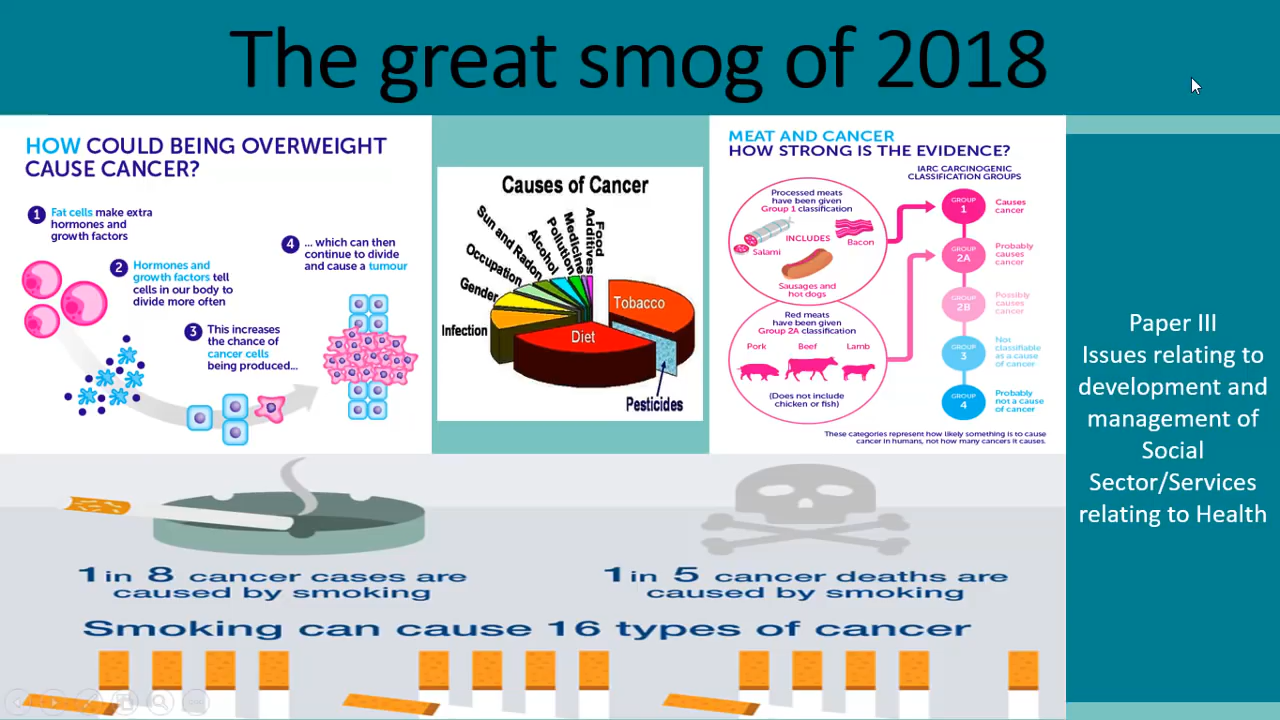 The great smog of 2018
HOW COULD BEING OVERWEIGHT
CAUSE CANCER?
1 Fat cells make extra
hormones and
growth factors
2 Hormones and
growth factors tell
cells in our body to
divide more often
3 This increases
the chance of
cancer cells
being produced...
4 ... which can then
continue to divide
and cause a tumour
Causes of Cancer
Food
Additives
Medicine
Pollution
Alcohol
Sun and Radon
Occupation
Gender
Infection
Diet
Tobacco
Pesticides
MEAT AND CANCER
HOW STRONG IS THE EVIDENCE?
IARC CARCINOGENIC
CLASSIFICATION GROUPS
Processed meats
have been given
Group 1 classification
INCLUDES
Salami
Bacon
Sausages and
hot dogs
Red meats
have been given
Group 2A classification
Pork Beef Lamb
(Does not include
chicken or fish)
GROUP
1
Causes
cancer
GROUP
2A
Probably
causes
cancer
GROUP
2B
Possibly
causes
cancer
GROUP
3
Not
classifiable
as a cause
of cancer
GROUP
4
Probably
not a cause
of cancer
These categories represent how likely something is to cause
cancer in humans, not how many cancers it causes.
Paper III
Issues relating to
development and
management of
Social
Sector/Services
relating to Health
1 in 8 cancer cases are
caused by smoking
1 in 5 cancer deaths are
caused by smoking
Smoking can cause 16 types of cancer